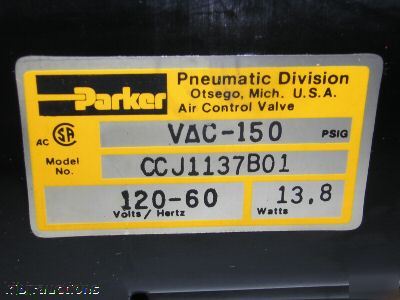 Parker
Pneumatic Division
Otsego, Mich. U.S.A.
Air Control Valve
AC SA VAC-150 PSIG
Model No. CCJ1137B01
120-60 13.8
Volts/Hertz Watts